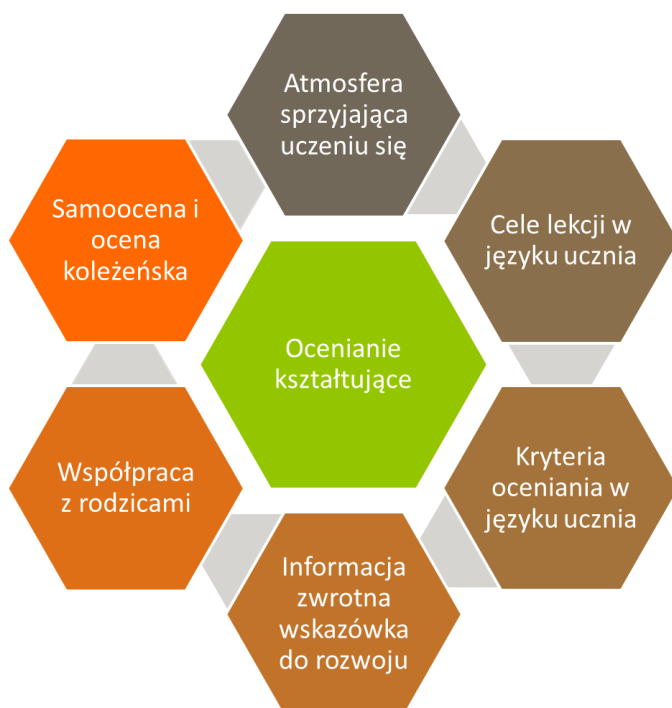 Atmosfera
sprzyjająca
uczeniu się
Cele lekcji w
języku ucznia
Kryteria
oceniania w
języku ucznia
Informacja
zwrotna
wskazówka
do rozwoju
Współpraca
z rodzicami
Samoocena i
ocena
koleżeńska
Ocenianie
kształtujące